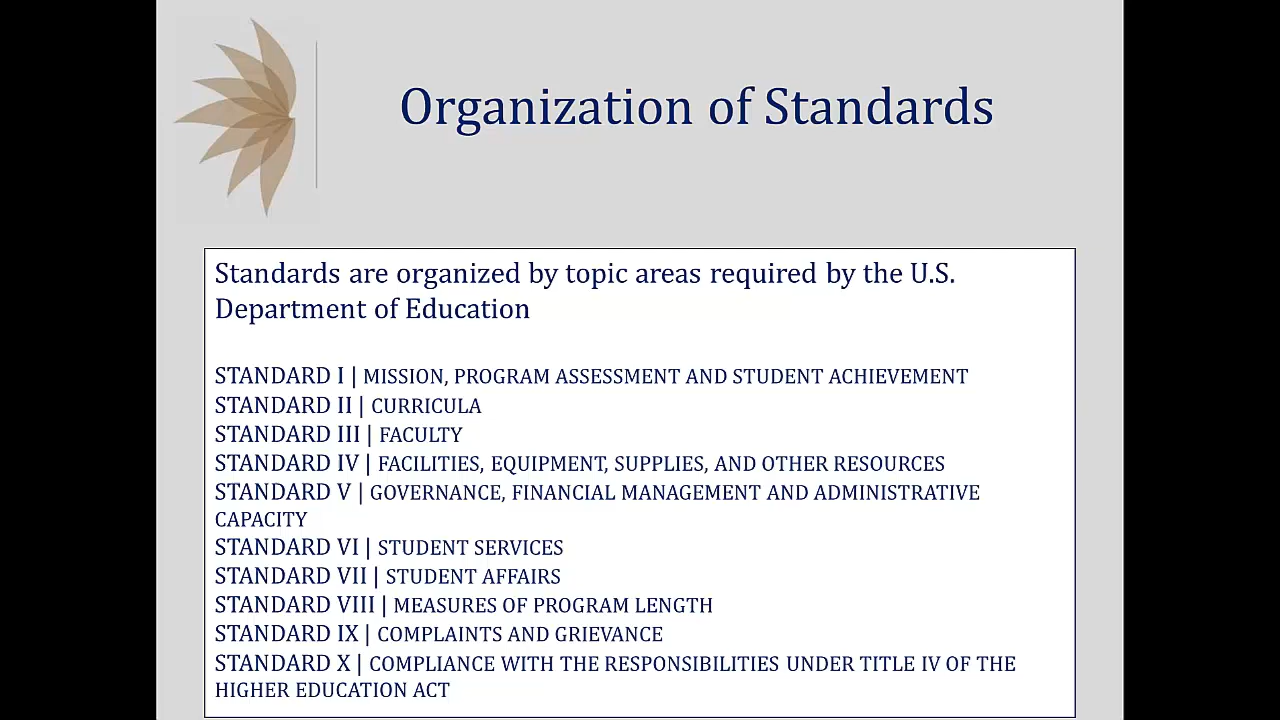 Organization of Standards
Standards are organized by topic areas required by the U.S.
Department of Education
STANDARD I | MISSION, PROGRAM ASSESSMENT AND STUDENT ACHIEVEMENT
STANDARD II | CURRICULA
STANDARD III | FACULTY
STANDARD IV | FACILITIES, EQUIPMENT, SUPPLIES, AND OTHER RESOURCES
STANDARD V | GOVERNANCE, FINANCIAL MANAGEMENT AND ADMINISTRATIVE
CAPACITY
STANDARD VI | STUDENT SERVICES
STANDARD VII | STUDENT AFFAIRS
STANDARD VIII | MEASURES OF PROGRAM LENGTH
STANDARD IX | COMPLAINTS AND GRIEVANCE
STANDARD X | COMPLIANCE WITH THE RESPONSIBILITIES UNDER TITLE IV OF THE
HIGHER EDUCATION ACT